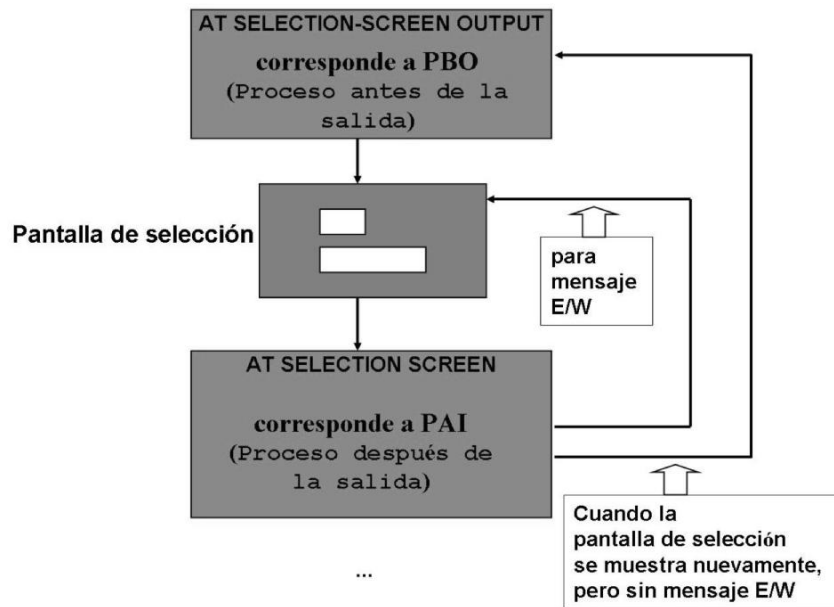 AT SELECTION-SCREEN OUTPUT
corresponde a PBO
(Proceso antes de la
salida)
Pantalla de selección
para
mensaje
E/W
AT SELECTION SCREEN
corresponde a PAI
(Proceso después de
la salida)
Cuando la
pantalla de selección
se muestra nuevamente,
pero sin mensaje E/W
...